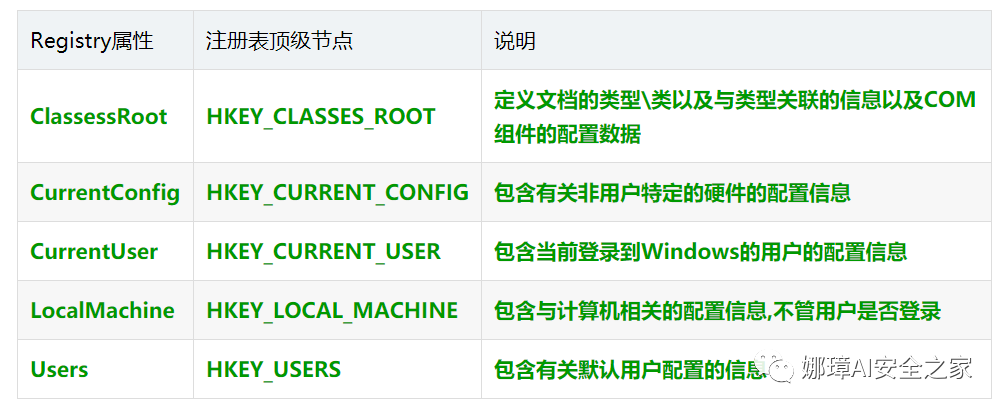 Registry属性 注册表顶级节点 说明
ClassessRoot HKEY_CLASSES_ROOT 定义文档的类型\类以及与类型关联的信息以及COM
组件的配置数据
CurrentConfig HKEY_CURRENT_CONFIG 包含有关非用户特定的硬件的配置信息
CurrentUser HKEY_CURRENT_USER 包含当前登录到Windows的用户的配置信息
LocalMachine HKEY_LOCAL_MACHINE 包含与计算机相关的配置信息,不管用户是否登录
Users HKEY_USERS 包含有关默认用户配置的信息
娜璋AI安全之家